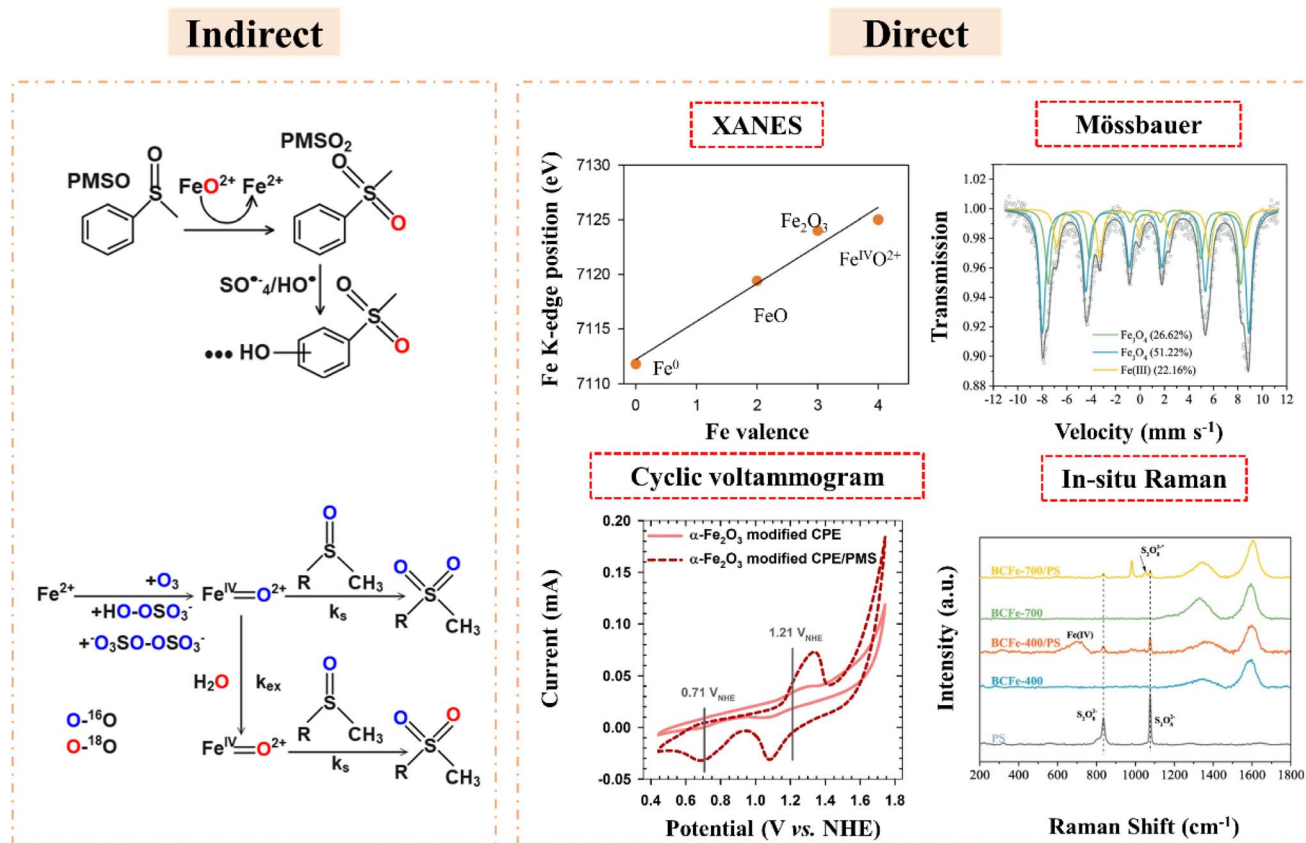 Indirect
Direct
PMSO
O
S
FeO²⁺
Fe²⁺
PMSO₂
O
S
O
SO•⁻₄/HO•
••• HO
O
S
O
Fe²⁺
+O₃
+HO-OSO₃⁻
+⁻O₃SO-OSO₃⁻
Feᴵⱽ=O²⁺
O
S
R
CH₃
kₛ
O
O
S
R
CH₃
H₂O
kₑₓ
O-¹⁶O
O-¹⁸O
Feᴵⱽ=O²⁺
O
S
R
CH₃
kₛ
O
O
S
R
CH₃
XANES
Fe K-edge position (eV)
7130
7125
7120
7115
7110
Fe⁰
FeO
Fe₂O₃
FeᴵⱽO²⁺
0 1 2 3 4
Fe valence
Mössbauer
Transmission
1.02
1.00
0.98
0.96
0.94
0.92
0.90
0.88
Fe₃O₄ (26.62%)
Fe₃O₄ (51.22%)
Fe(III) (22.16%)
-11 -10 -8 -6 -4 -2 0 2 4 6 8 10 12
Velocity (mm s⁻¹)
Cyclic voltammogram
Current (mA)
0.20
0.15
0.10
0.05
0.00
-0.05
α-Fe₂O₃ modified CPE
α-Fe₂O₃ modified CPE/PMS
1.21 V_NHE
0.71 V_NHE
0.4 0.6 0.8 1.0 1.2 1.4 1.6 1.8
Potential (V vs. NHE)
In-situ Raman
Intensity (a.u.)
BCFe-700/PS
BCFe-700
BCFe-400/PS
Fe(IV)
BCFe-400
S₂O₈²⁻
S₂O₈²⁻
PS
200 400 600 800 1000 1200 1400 1600 1800
Raman Shift (cm⁻¹)